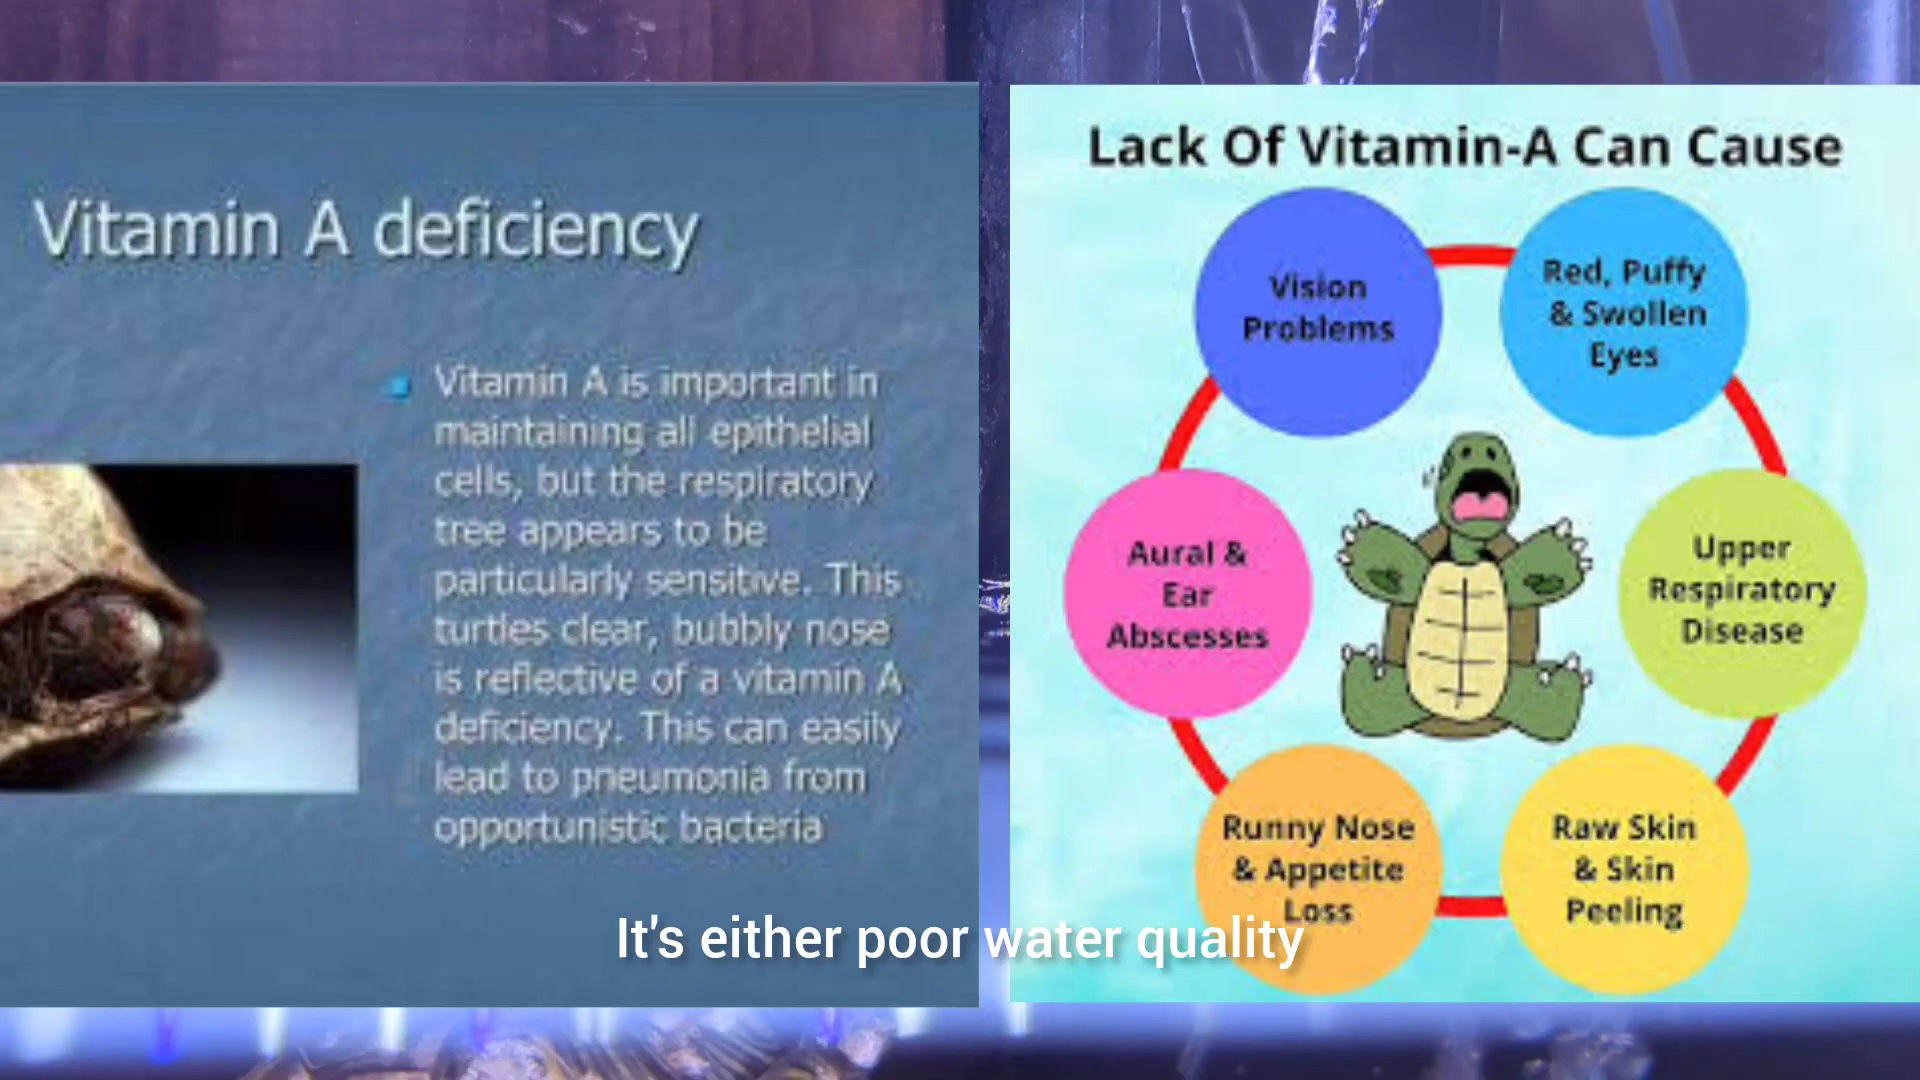 Vitamin A deficiency
Vitamin A is important in
maintaining all epithelial
cells, but the respiratory
tree appears to be
particularly sensitive. This
turtles clear, bubbly nose
is reflective of a vitamin A
deficiency. This can easily
lead to pneumonia from
opportunistic bacteria
Lack Of Vitamin-A Can Cause
Vision
Problems
Red, Puffy
& Swollen
Eyes
Aural &
Ear
Abscesses
Upper
Respiratory
Disease
Runny Nose
& Appetite
Loss
Raw Skin
& Skin
Peeling
It's either poor water quality